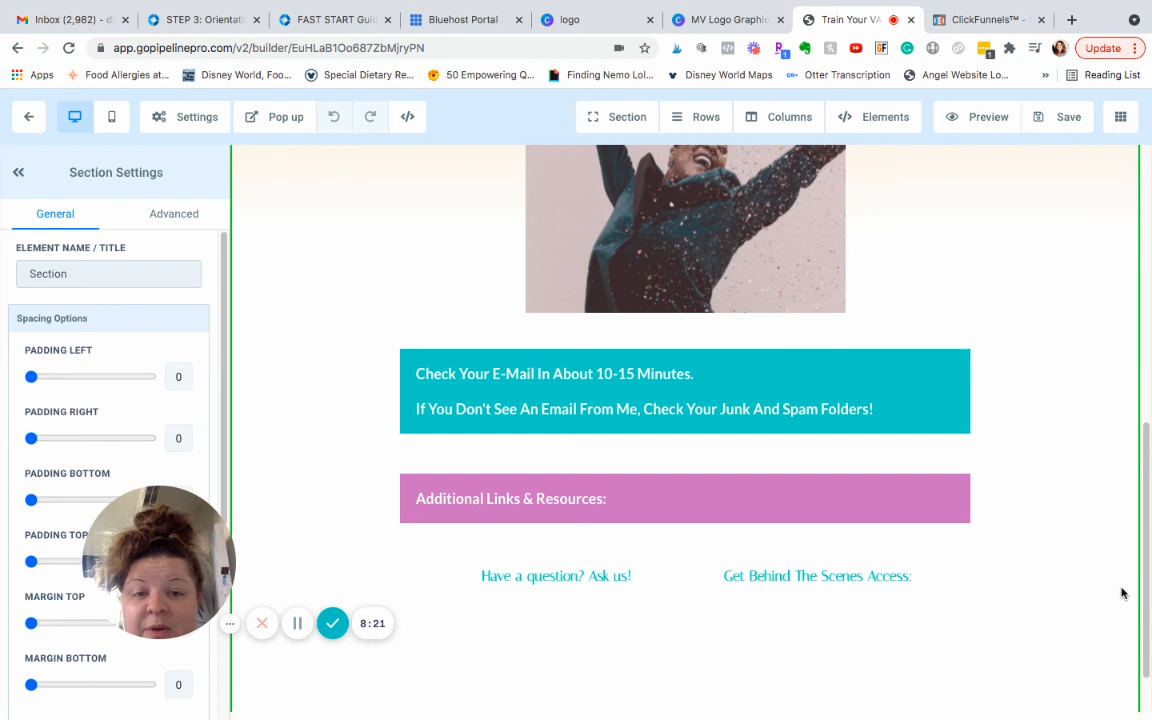 Inbox (2,982) - d
STEP 3: Orientati
FAST START Guid
Bluehost Portal
logo
MV Logo Graphic
Train Your VA
ClickFunnels™ -
app.gopipelinepro.com/v2/builder/EuHLaB1Oo687ZbMjryPN
Update
Apps
Food Allergies at...
Disney World, Foo...
Special Dietary Re...
50 Empowering Q...
Finding Nemo Lol...
Disney World Maps
Otter Transcription
Angel Website Lo...
»
Reading List
Settings
Pop up
Section
Rows
Columns
Elements
Preview
Save
Section Settings
General
Advanced
ELEMENT NAME / TITLE
Section
Spacing Options
PADDING LEFT
0
PADDING RIGHT
0
PADDING BOTTOM
PADDING TOP
MARGIN TOP
MARGIN BOTTOM
0
Check Your E-Mail In About 10-15 Minutes.
If You Don't See An Email From Me, Check Your Junk And Spam Folders!
Additional Links & Resources:
Have a question? Ask us!
Get Behind The Scenes Access:
8:21